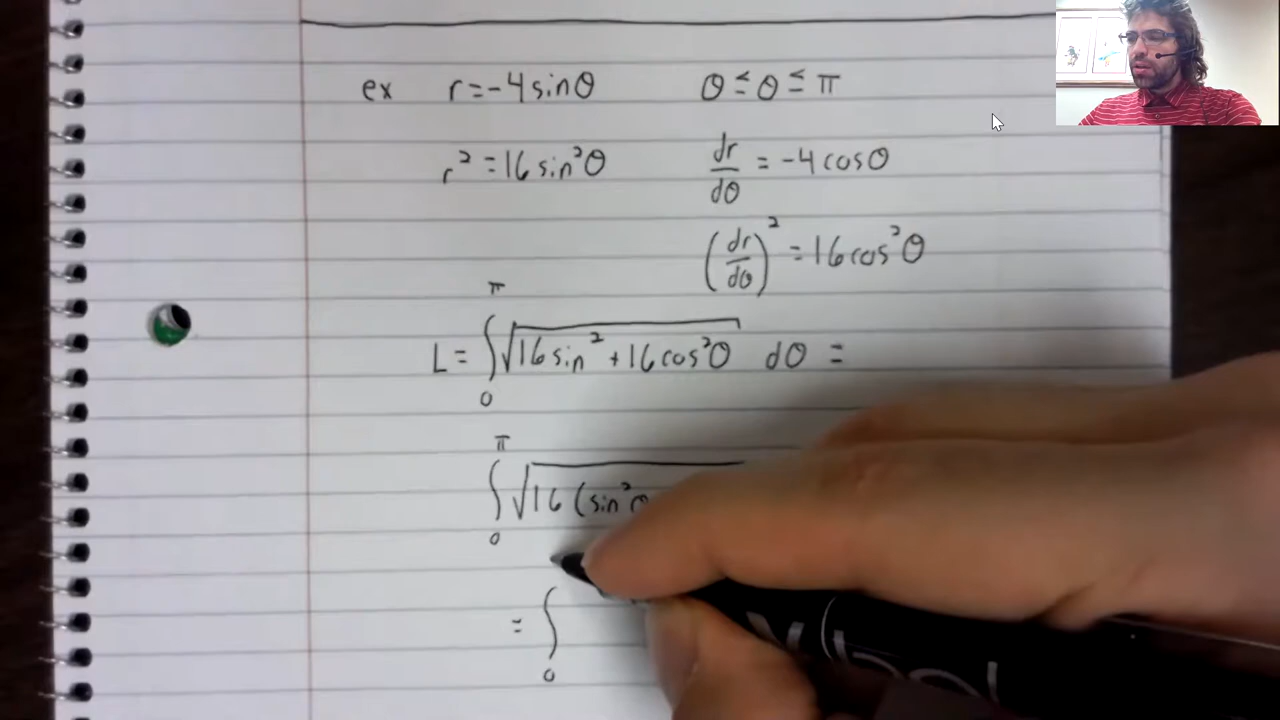 ex r = -4 sin θ 0 ≤ θ ≤ π
r² = 16 sin²θ dr/dθ = -4 cos θ
(dr/dθ)² = 16 cos²θ
L = ∫₀^π √(16 sin² + 16 cos²θ) dθ =
∫₀^π √16 (sin²θ
= ∫₀